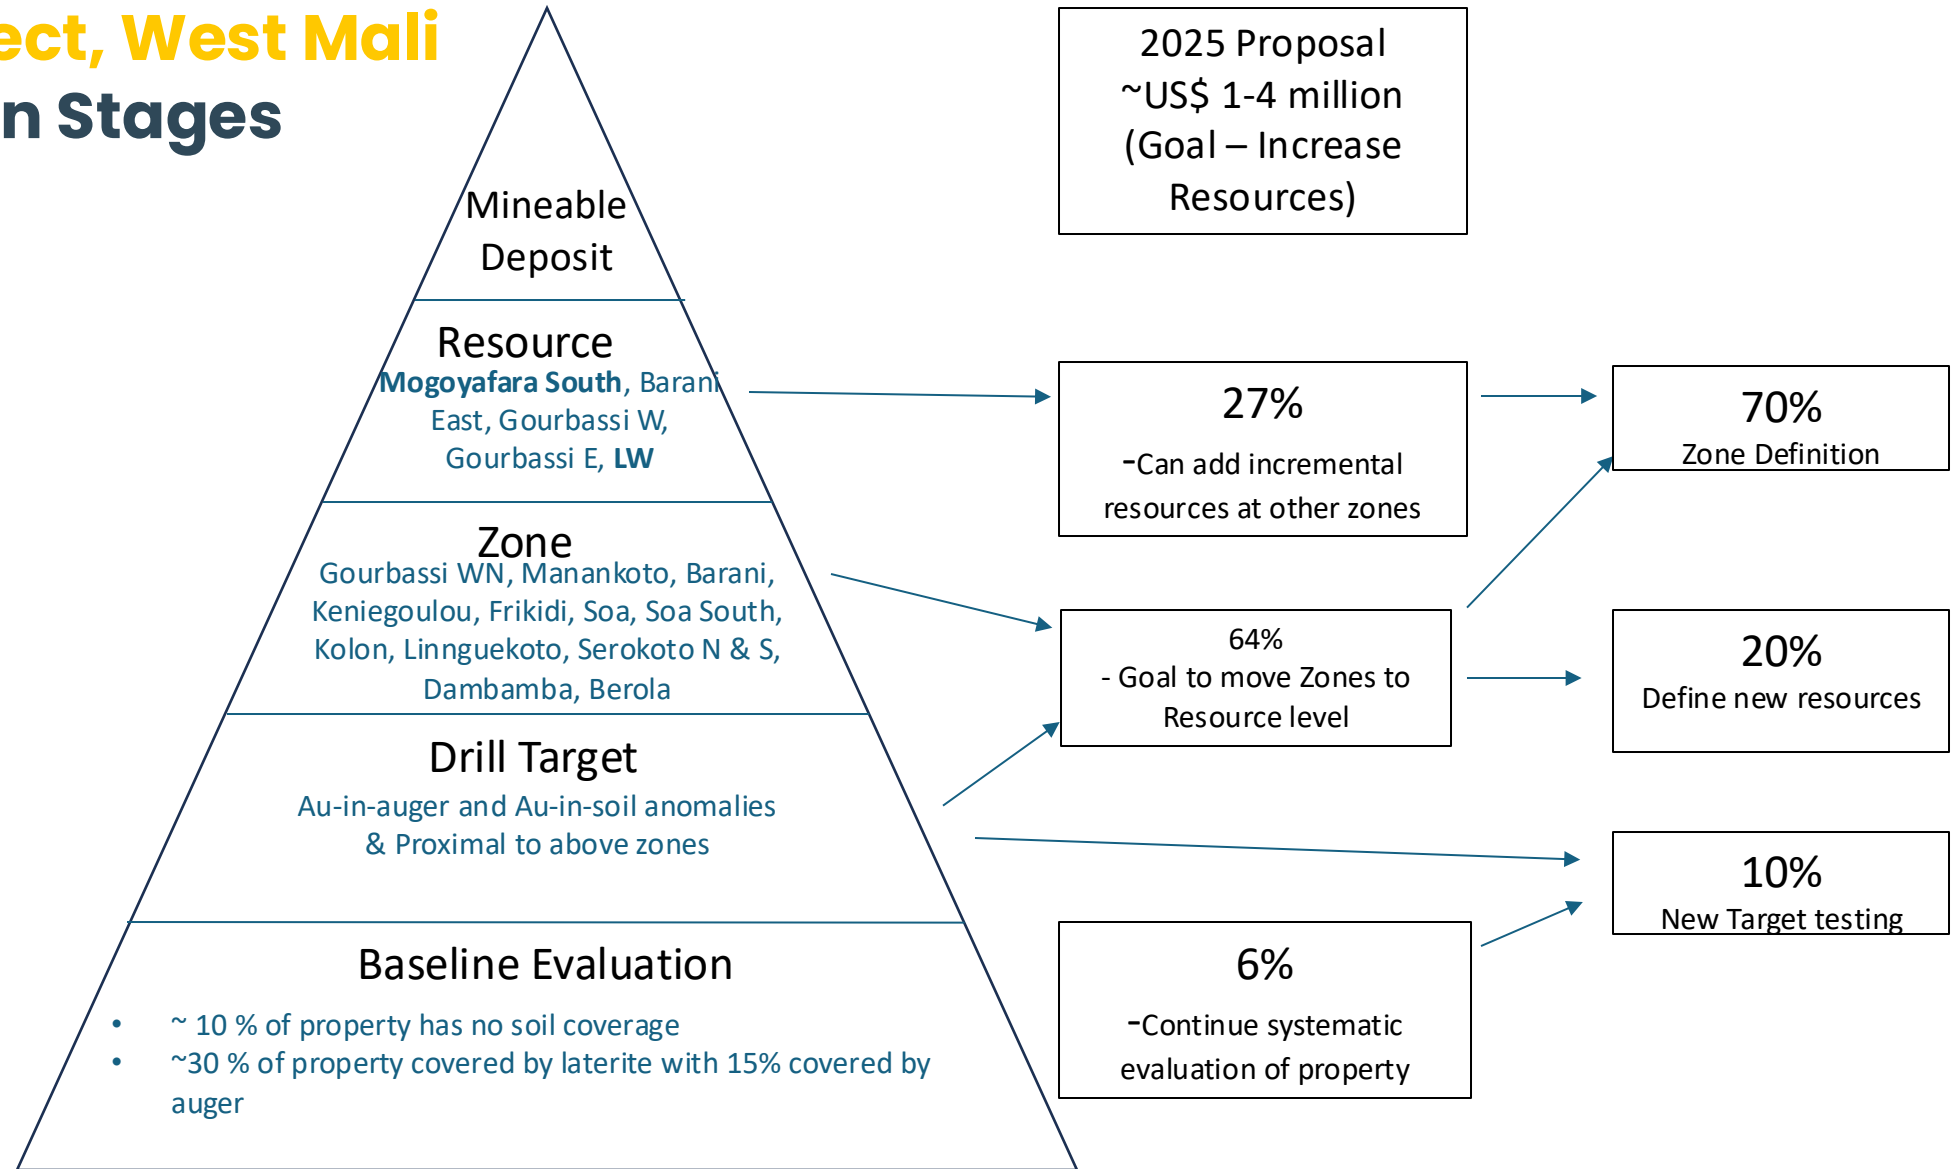 ect, West Mali
n Stages
Mineable
Deposit
Resource
Mogoyafara South, Barani
East, Gourbassi W,
Gourbassi E, LW
Zone
Gourbassi WN, Manankoto, Barani,
Keniegoulou, Frikidi, Soa, Soa South,
Kolon, Linnguekoto, Serokoto N & S,
Dambamba, Berola
Drill Target
Au-in-auger and Au-in-soil anomalies
& Proximal to above zones
Baseline Evaluation
• ~ 10 % of property has no soil coverage
• ~30 % of property covered by laterite with 15% covered by
auger
2025 Proposal
~US$ 1-4 million
(Goal – Increase
Resources)
27%
-Can add incremental
resources at other zones
64%
- Goal to move Zones to
Resource level
6%
-Continue systematic
evaluation of property
70%
Zone Definition
20%
Define new resources
10%
New Target testing